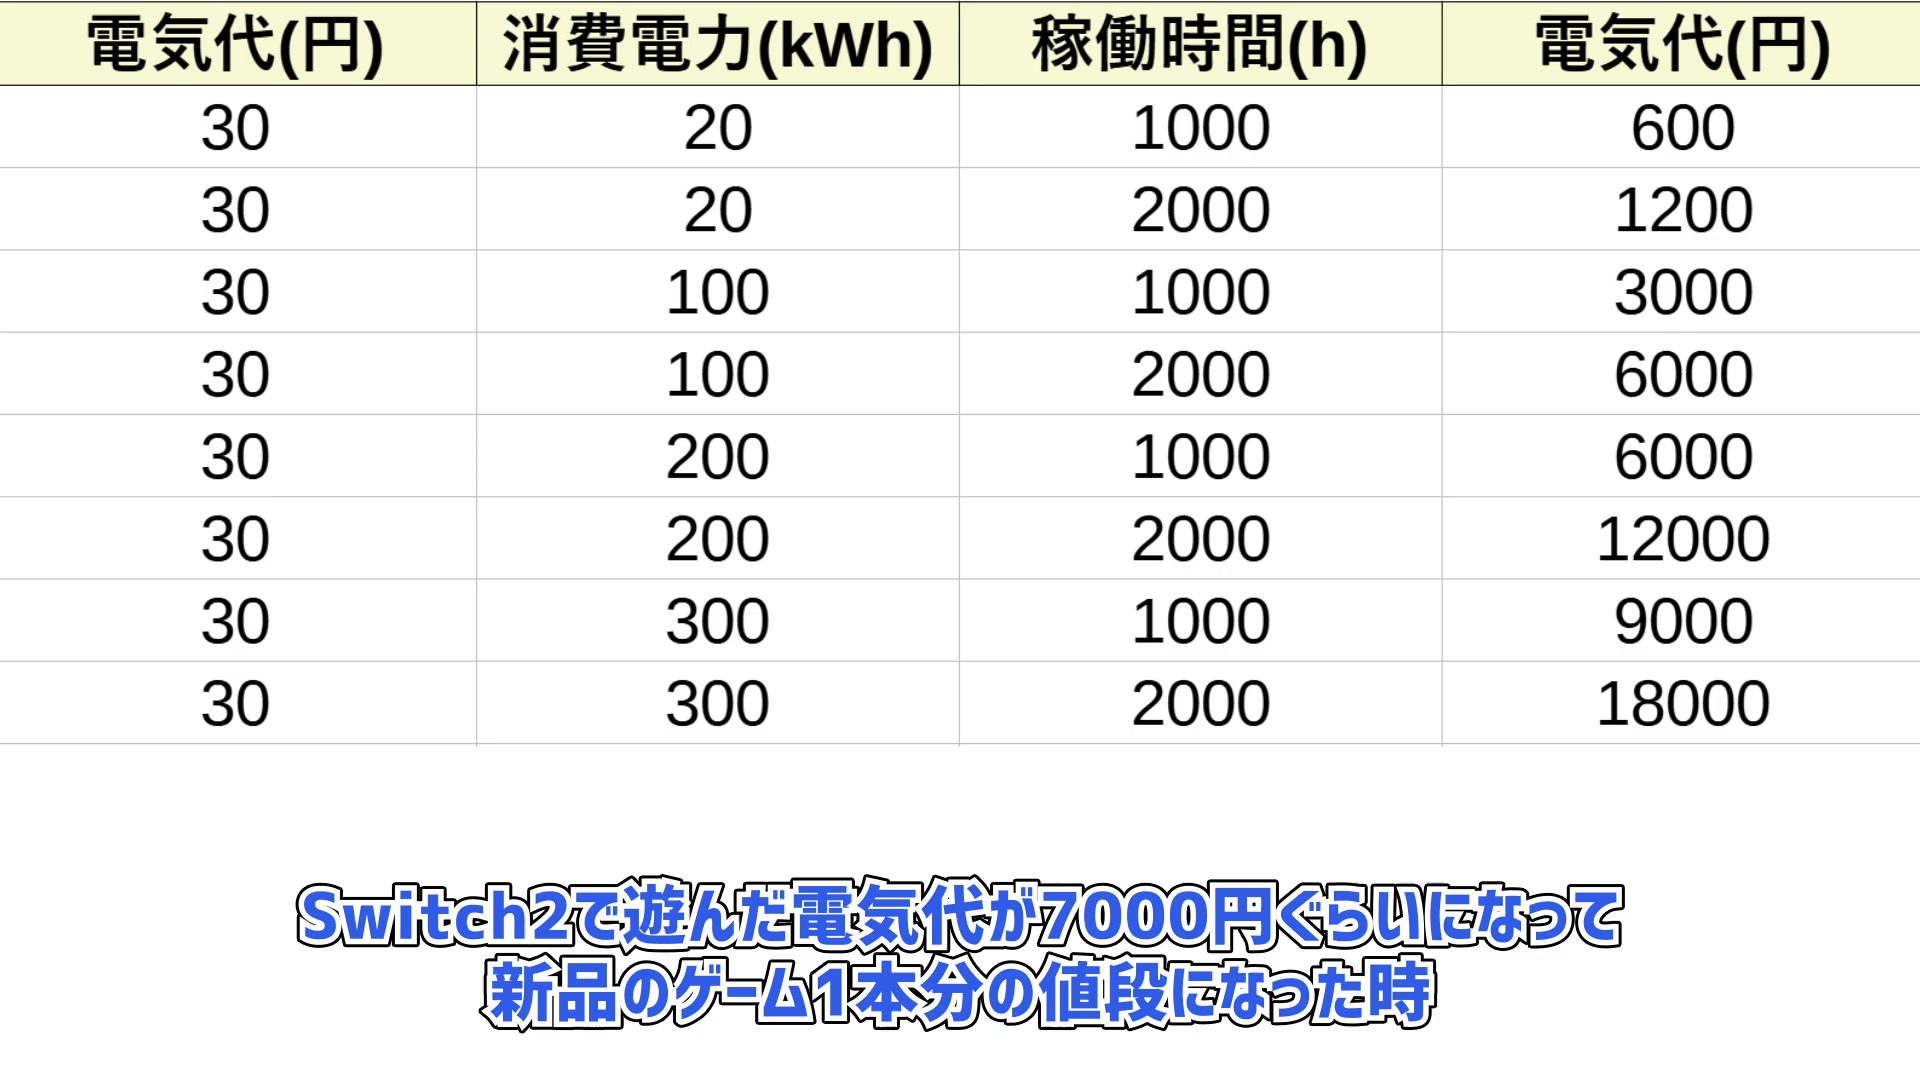 電気代(円) 消費電力(kWh) 稼働時間(h) 電気代(円)
30 20 1000 600
30 20 2000 1200
30 100 1000 3000
30 100 2000 6000
30 200 1000 6000
30 200 2000 12000
30 300 1000 9000
30 300 2000 18000
Switch2で遊んだ電気代が7000円ぐらいになって
新品のゲーム1本分の値段になった時